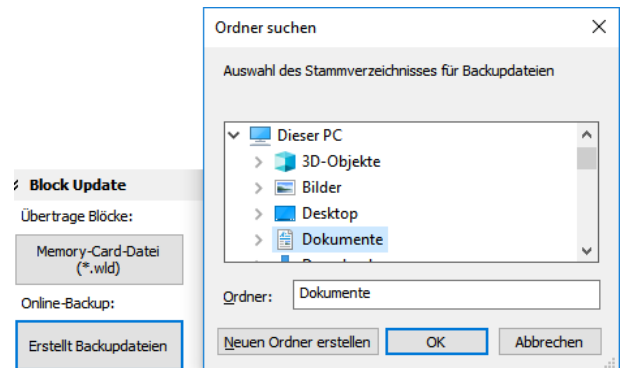 Block Update
Übertrage Blöcke:
Memory-Card-Datei
(*.wld)
Online-Backup:
Erstellt Backupdateien
Ordner suchen
Auswahl des Stammverzeichnisses für Backupdateien
Dieser PC
3D-Objekte
Bilder
Desktop
Dokumente
Ordner:
Dokumente
Neuen Ordner erstellen
OK
Abbrechen